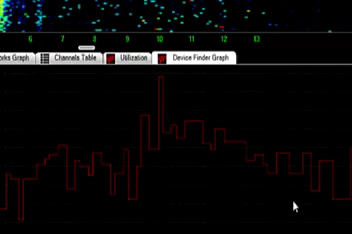 6 7 8 9 10 11 12 13
orks Graph Channels Table Utilization Device Finder Graph